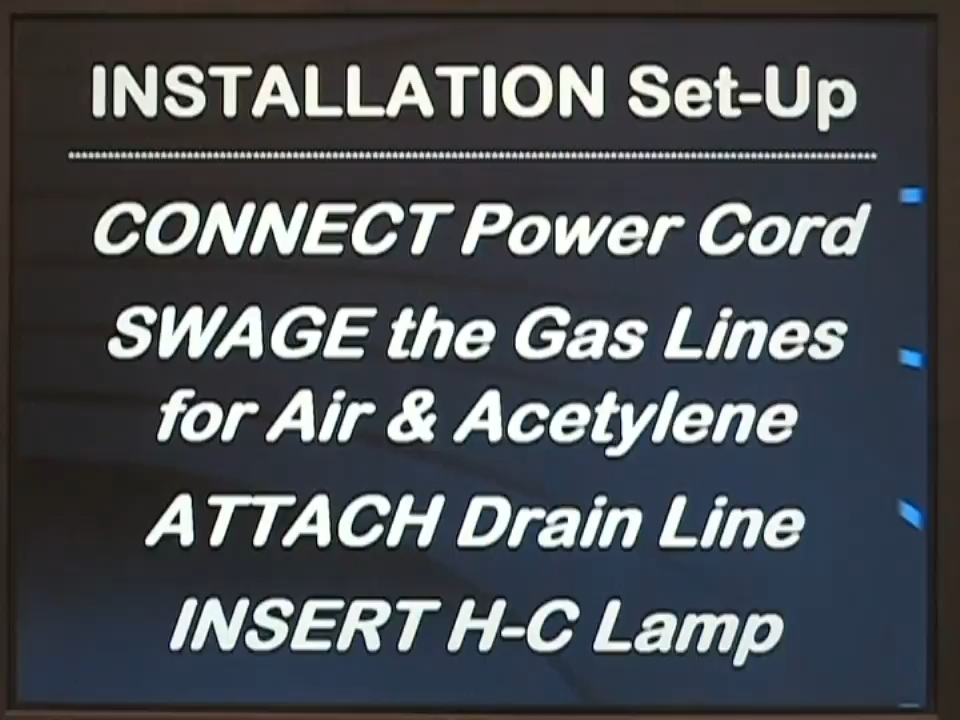 INSTALLATION Set-Up
CONNECT Power Cord
SWAGE the Gas Lines
for Air & Acetylene
ATTACH Drain Line
INSERT H-C Lamp